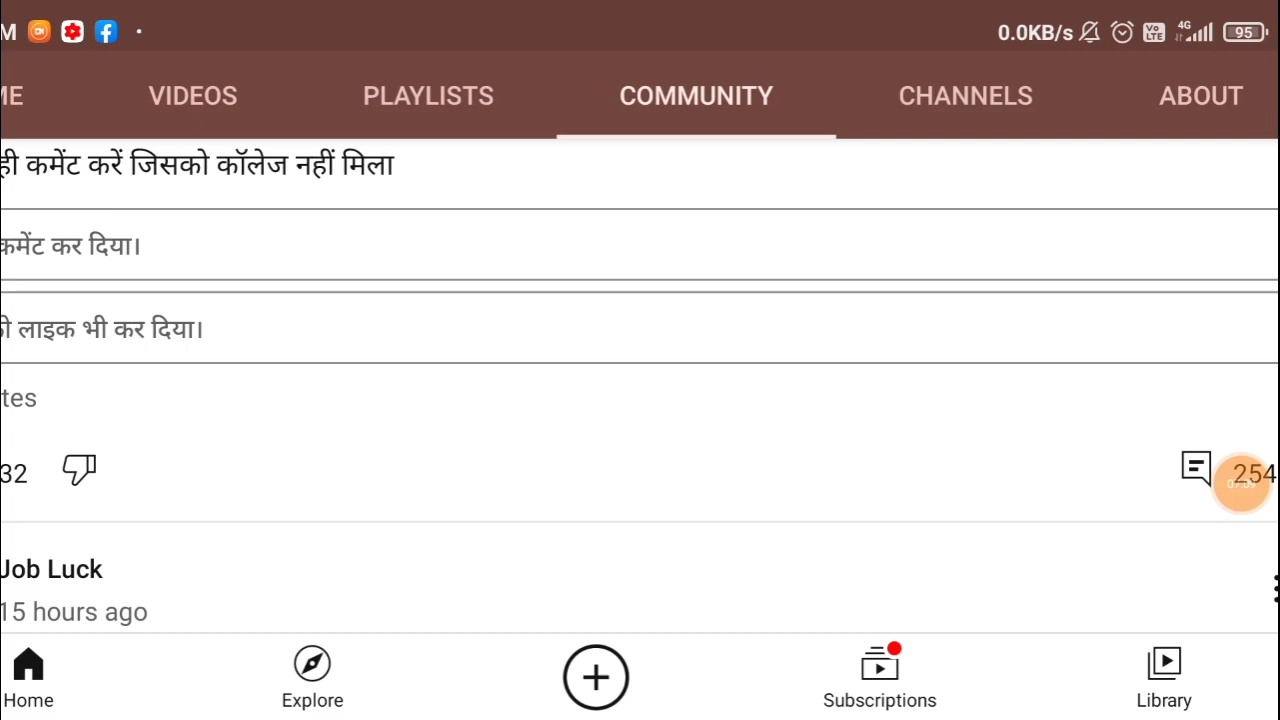 M
0.0KB/s 4G 95
ME VIDEOS PLAYLISTS COMMUNITY CHANNELS ABOUT
ही कमेंट करें जिसको कॉलेज नहीं मिला
कमेंट कर दिया।
लाइक भी कर दिया।
tes
32
254
Job Luck
15 hours ago
Home Explore Subscriptions Library